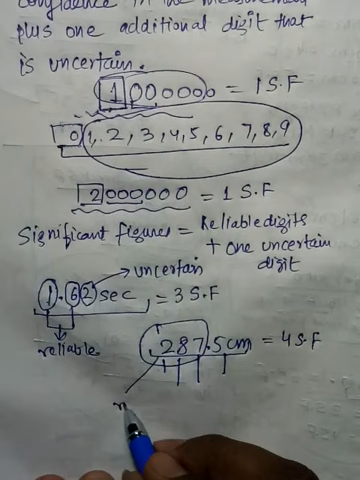 confidence in the measurement
plus one additional digit that
is uncertain.
1000000 = 1 S.F
0 1, 2, 3, 4, 5, 6, 7, 8, 9
2000000 = 1 S.F
Significant figures = Reliable digits
+ one uncertain
digit
uncertain
1.62 sec, = 3 S.F
reliable.
287.5cm = 4 S.F